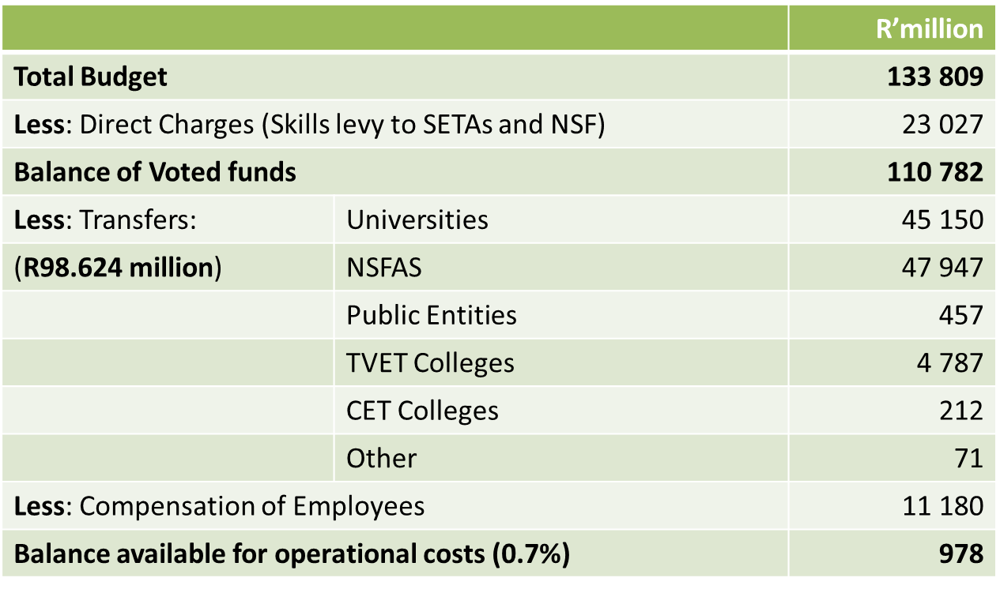 R’million
Total Budget 133 809
Less: Direct Charges (Skills levy to SETAs and NSF) 23 027
Balance of Voted funds 110 782
Less: Transfers: Universities 45 150
(R98.624 million) NSFAS 47 947
Public Entities 457
TVET Colleges 4 787
CET Colleges 212
Other 71
Less: Compensation of Employees 11 180
Balance available for operational costs (0.7%) 978